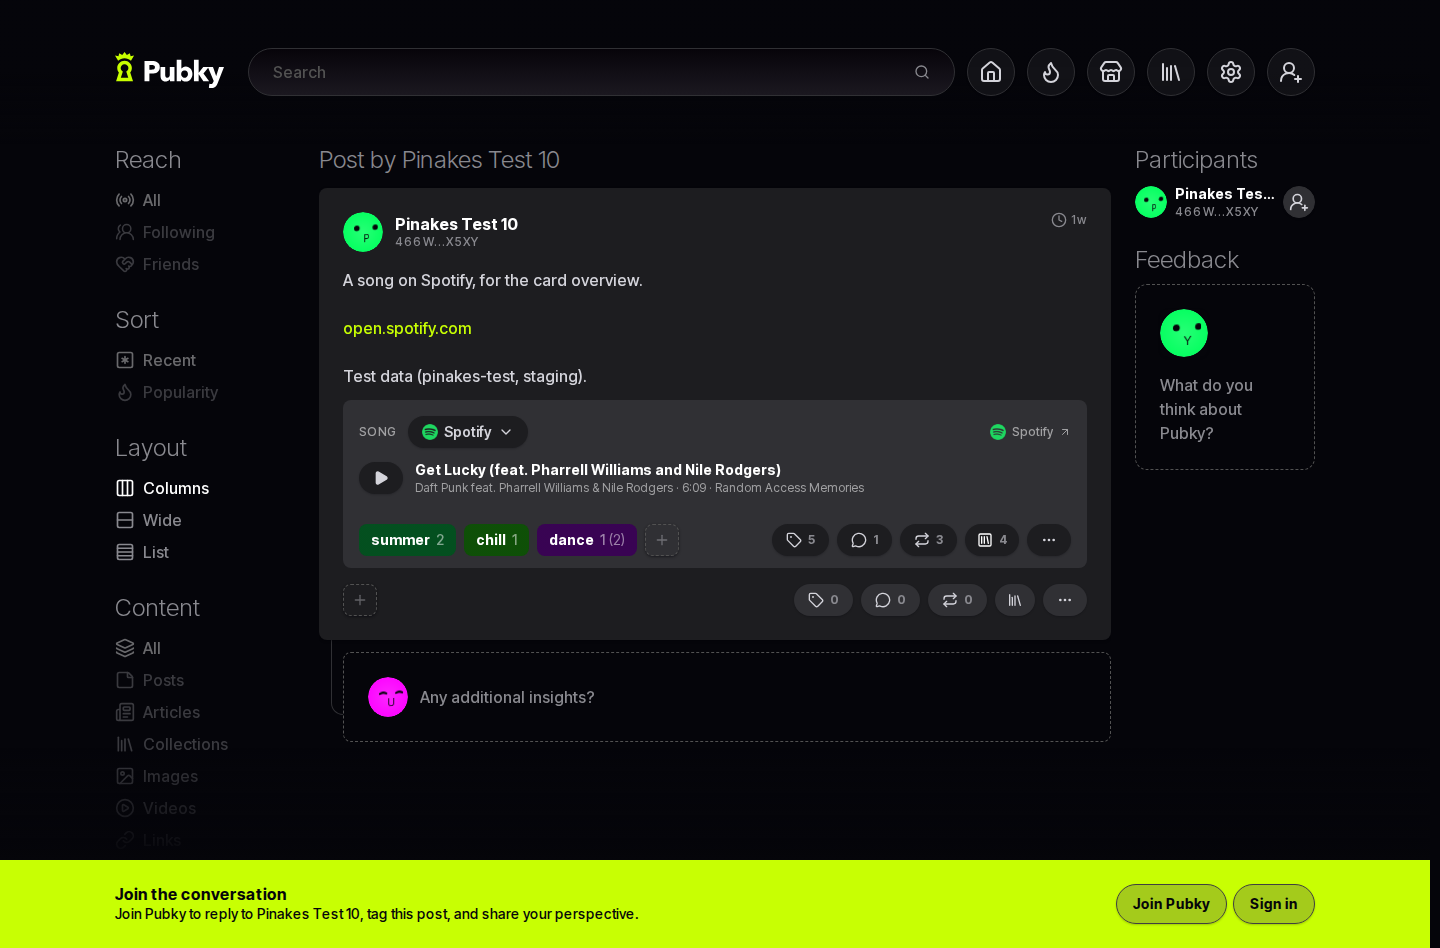 Pubky
Search
Reach
All
Following
Friends
Sort
Recent
Popularity
Layout
Columns
Wide
List
Content
All
Posts
Articles
Collections
Images
Videos
Links
Post by Pinakes Test 10
P
Pinakes Test 10
466W...X5XY
1w
A song on Spotify, for the card overview.
open.spotify.com
Test data (pinakes-test, staging).
SONG Spotify
Spotify
Get Lucky (feat. Pharrell Williams and Nile Rodgers)
Daft Punk feat. Pharrell Williams & Nile Rodgers · 6:09 · Random Access Memories
summer 2 chill 1 dance 1 (2) +
5 1 3 4
+
0 0 0
U
Any additional insights?
Participants
P
Pinakes Tes...
466W...X5XY
Feedback
Y
What do you
think about
Pubky?
Join the conversation
Join Pubky to reply to Pinakes Test 10, tag this post, and share your perspective.
Join Pubky
Sign in